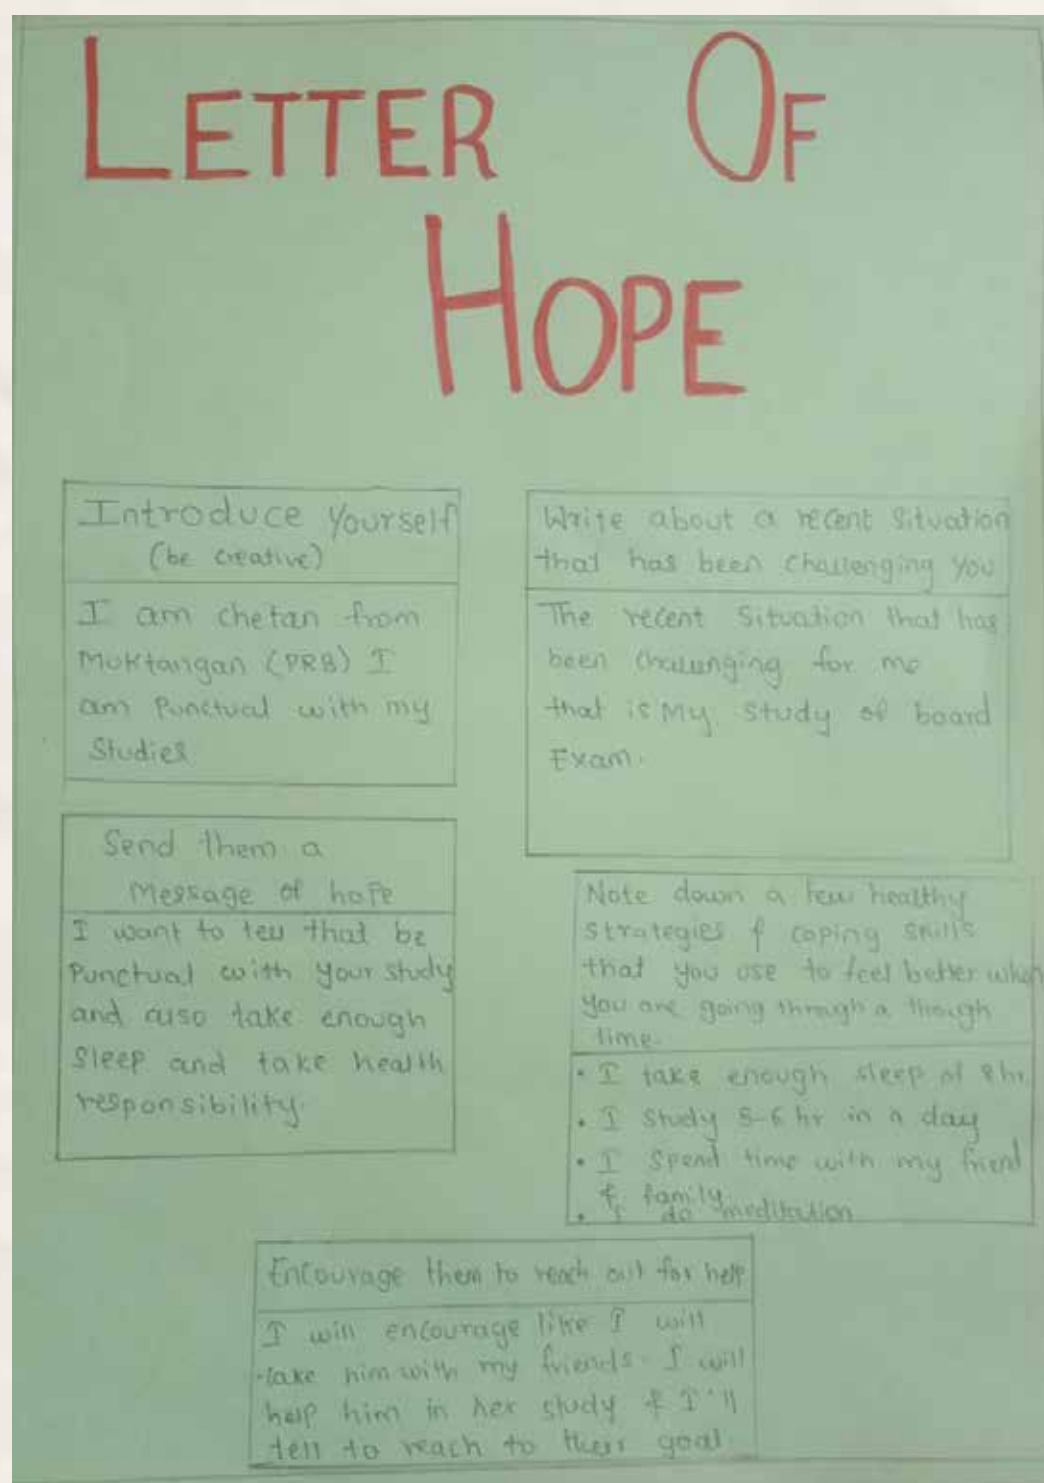 LETTER OF
HOPE
Introduce Yourself
(be creative)
I am chetan from
Muktangan (PRB) I
am Punctual with my
Studies
Write about a recent Situation
that has been challenging you
The recent Situation that has
been challenging for me
that is My Study of board
Exam.
Send them a
Message of hope
I want to tell that be
Punctual with your study
and also take enough
Sleep and take health
responsibility.
Note down a few healthy
strategies & coping skills
that you use to feel better when
you are going through a though
time.
• I take enough sleep of 8 hr
• I study 5-6 hr in a day
• I Spend time with my friend
& family
• I do meditation
Encourage them to reach out for help
I will encourage like I will
take him with my friends. I will
help him in her study & I'll
tell to reach to their goal.